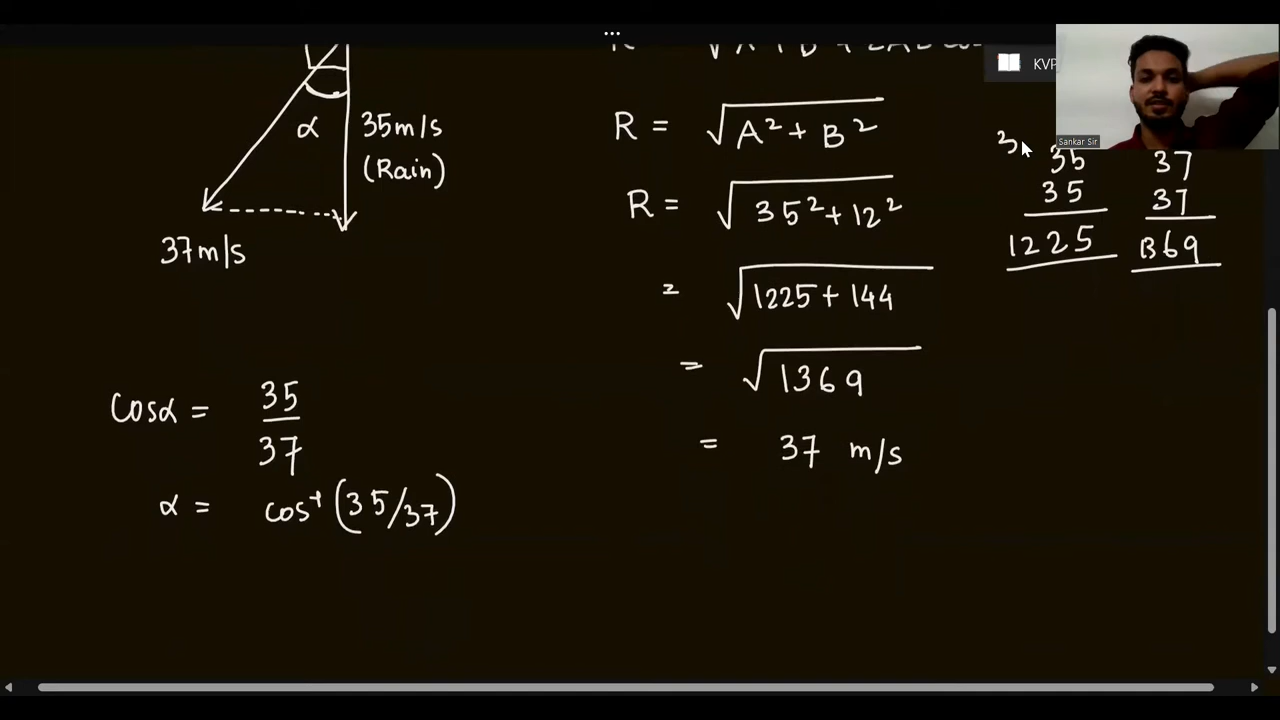 α
35m/s
(Rain)
37m/s
cosα = 35
37
α = cos⁻¹ (35/37)
R = √A² + B²
R = √35² + 12²
= √1225 + 144
= √1369
= 37 m/s
3
35
35
1225
37
37
1369
KVP
Sankar Sir